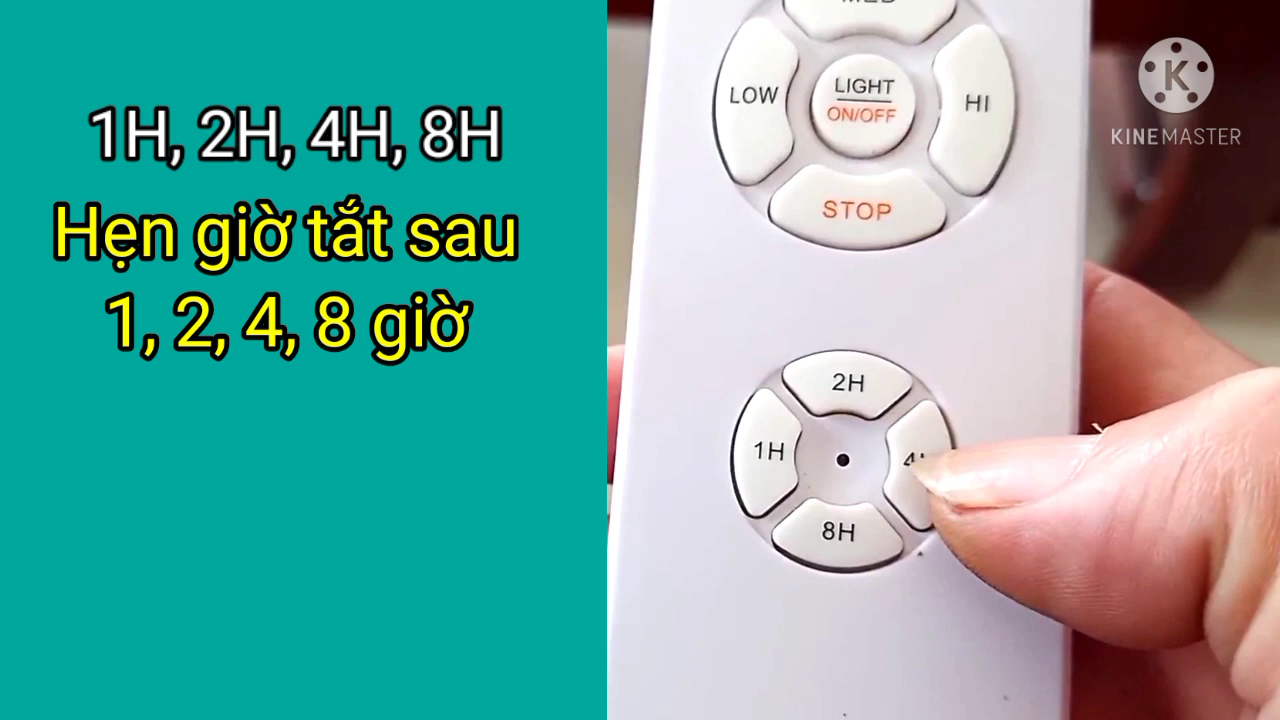 1H, 2H, 4H, 8H
Hẹn giờ tắt sau
1, 2, 4, 8 giờ
K
KINEMASTER
MED
LOW
LIGHT
ON/OFF
HI
STOP
2H
1H
8H